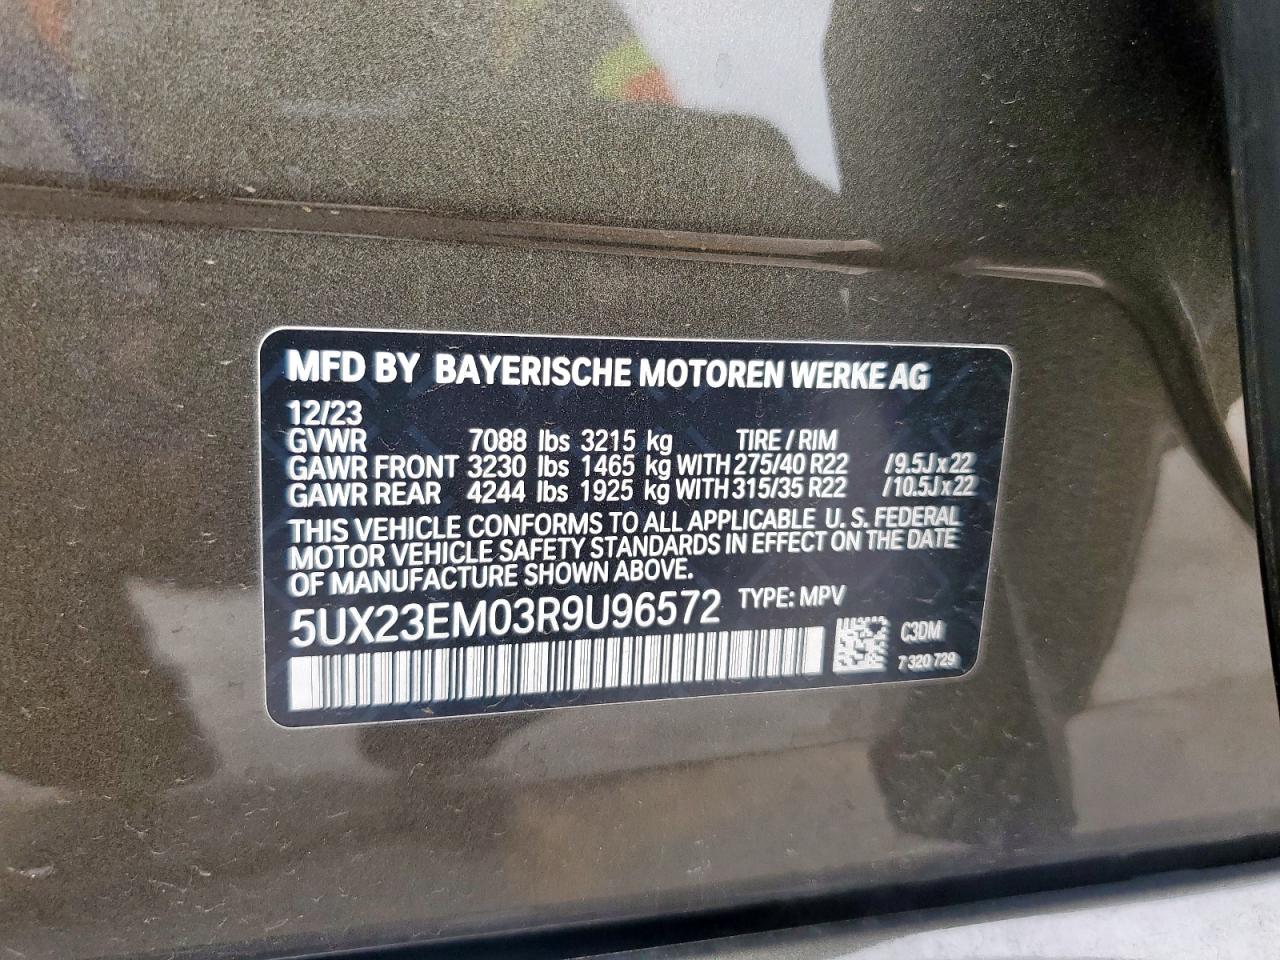 MFD BY BAYERISCHE MOTOREN WERKE AG
12/23
GVWR 7088 lbs 3215 kg TIRE / RIM
GAWR FRONT 3230 lbs 1465 kg WITH 275/40 R22 /9.5J x 22
GAWR REAR 4244 lbs 1925 kg WITH 315/35 R22 /10.5J x 22
THIS VEHICLE CONFORMS TO ALL APPLICABLE U. S. FEDERAL
MOTOR VEHICLE SAFETY STANDARDS IN EFFECT ON THE DATE
OF MANUFACTURE SHOWN ABOVE.
5UX23EM03R9U96572 TYPE: MPV
C3DM
7 320 729